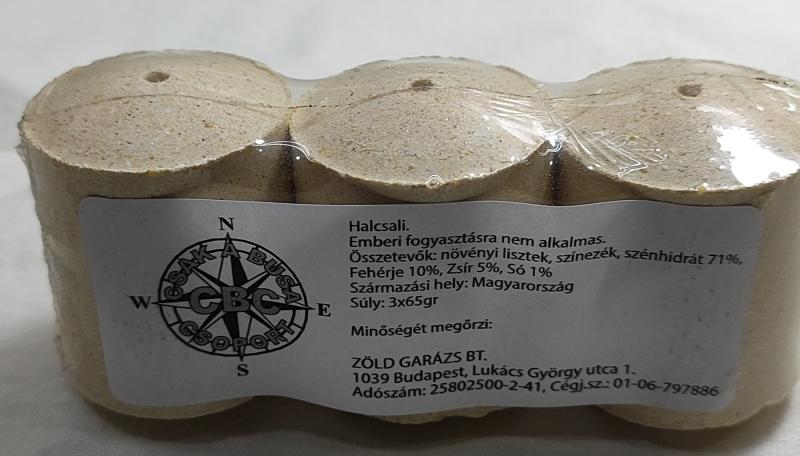 N
W
E
S
CSAK A BUSA
CBC
CSOPORT
Halcsali.
Emberi fogyasztásra nem alkalmas.
Összetevők: növényi lisztek, színezék, szénhidrát 71%,
Fehérje 10%, Zsír 5%, Só 1%
Származási hely: Magyarország
Súly: 3x65gr
Minőségét megőrzi:
ZÖLD GARÁZS BT.
1039 Budapest, Lukács György utca 1.
Adószám: 25802500-2-41, Cégj.sz.: 01-06-797886